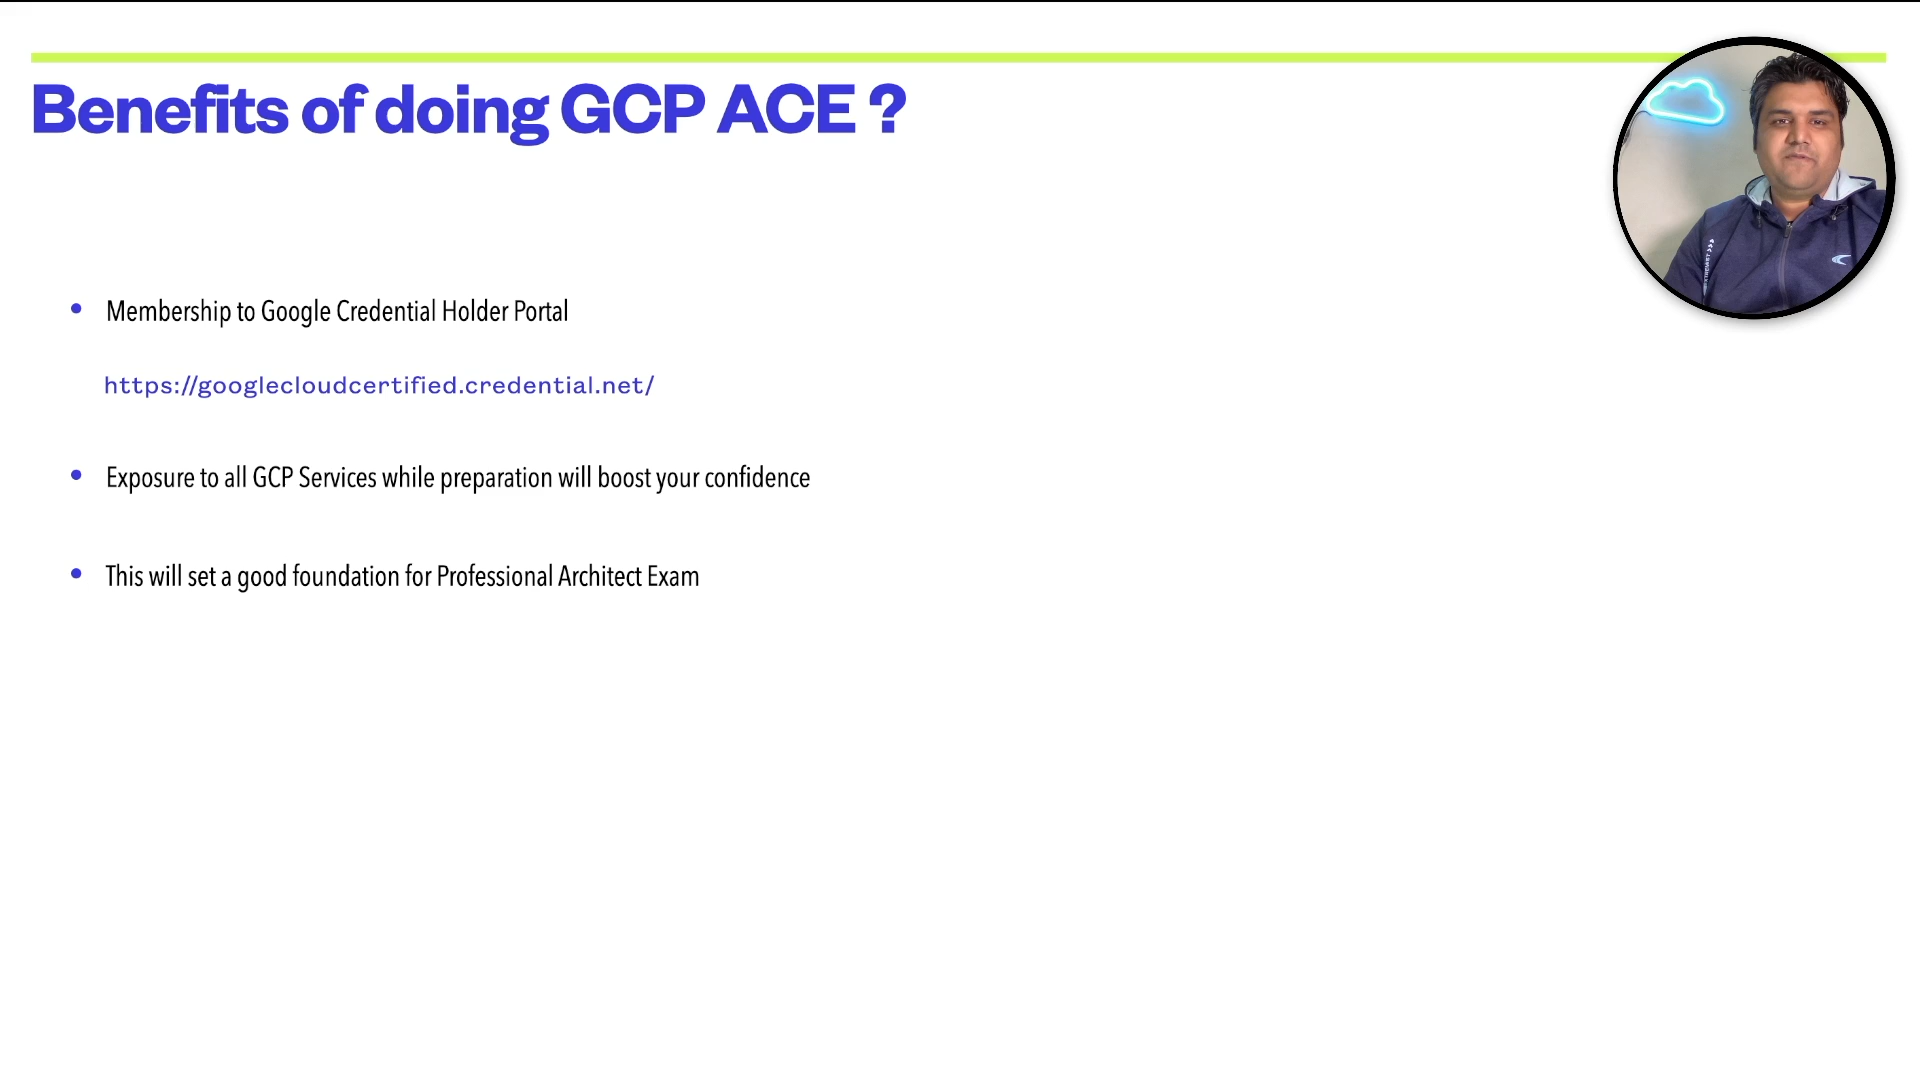 Benefits of doing GCP ACE ?
Membership to Google Credential Holder Portal
https://googlecloudcertified.credential.net/
Exposure to all GCP Services while preparation will boost your confidence
This will set a good foundation for Professional Architect Exam